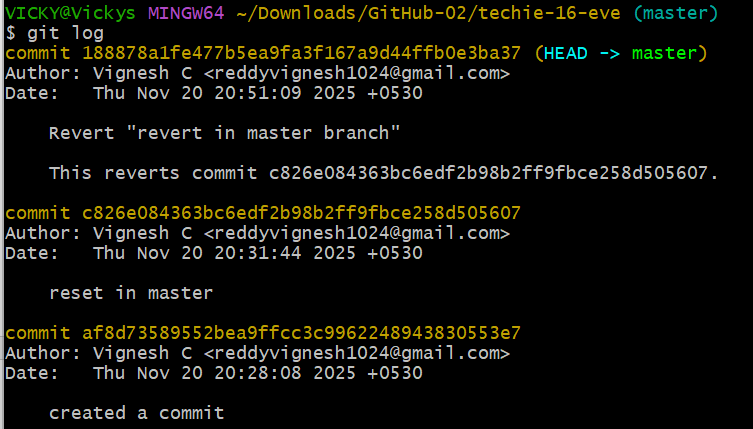 VICKY@Vickys MINGW64 ~/Downloads/GitHub-02/techie-16-eve (master)
$ git log
commit 188878a1fe477b5ea9fa3f167a9d44ffb0e3ba37 (HEAD -> master)
Author: Vignesh C <reddyvignesh1024@gmail.com>
Date:   Thu Nov 20 20:51:09 2025 +0530

    Revert "revert in master branch"

    This reverts commit c826e084363bc6edf2b98b2ff9fbce258d505607.

commit c826e084363bc6edf2b98b2ff9fbce258d505607
Author: Vignesh C <reddyvignesh1024@gmail.com>
Date:   Thu Nov 20 20:31:44 2025 +0530

    reset in master

commit af8d73589552bea9ffcc3c9962248943830553e7
Author: Vignesh C <reddyvignesh1024@gmail.com>
Date:   Thu Nov 20 20:28:08 2025 +0530

    created a commit